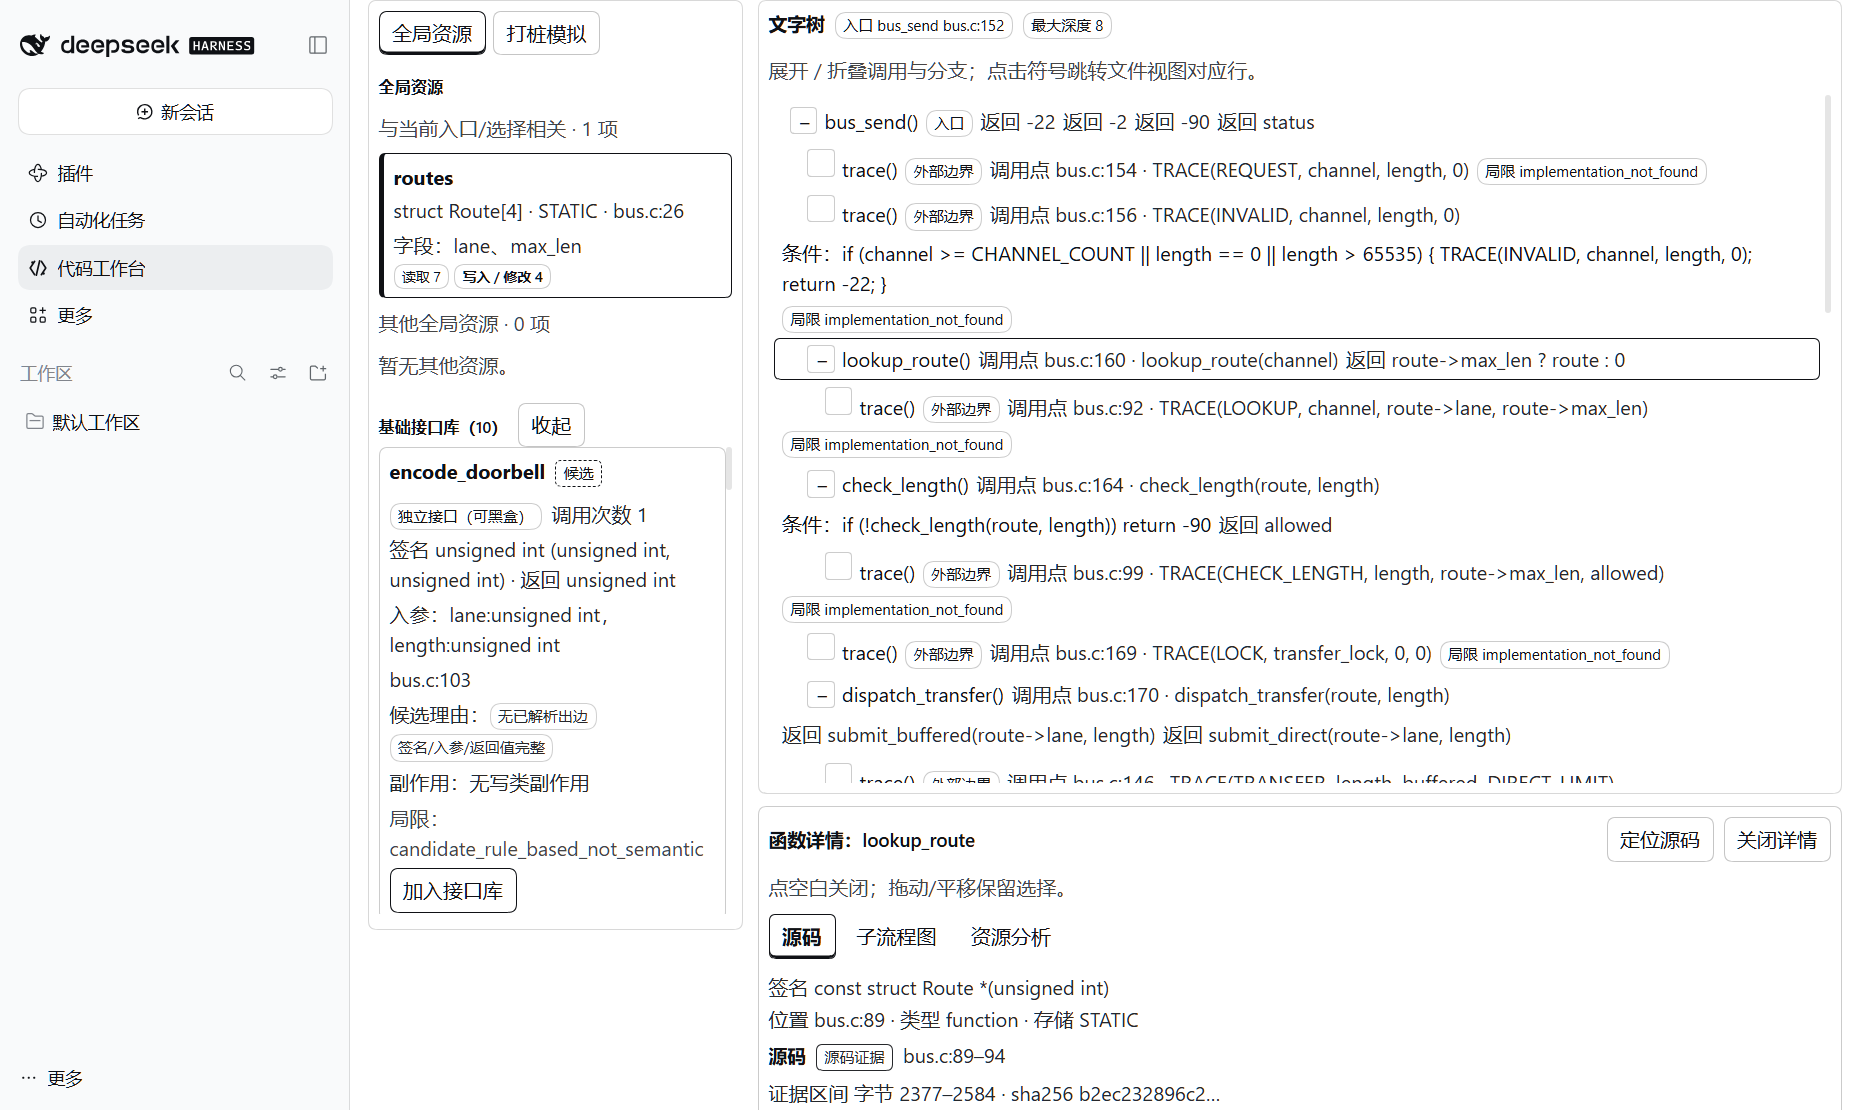 deepseek HARNESS
新会话
插件
自动化任务
代码工作台
更多
工作区
默认工作区
更多
全局资源 打桩模拟
全局资源
与当前入口/选择相关 · 1 项
routes
struct Route[4] · STATIC · bus.c:26
字段：lane、max_len
读取 7 写入 / 修改 4
其他全局资源 · 0 项
暂无其他资源。
基础接口库（10） 收起
encode_doorbell 候选
独立接口（可黑盒） 调用次数 1
签名 unsigned int (unsigned int,
unsigned int) · 返回 unsigned int
入参：lane:unsigned int，
length:unsigned int
bus.c:103
候选理由： 无已解析出边
签名/入参/返回值完整
副作用：无写类副作用
局限：
candidate_rule_based_not_semantic
加入接口库
文字树 入口 bus_send bus.c:152 最大深度 8
展开 / 折叠调用与分支；点击符号跳转文件视图对应行。
− bus_send() 入口 返回 -22 返回 -2 返回 -90 返回 status
trace() 外部边界 调用点 bus.c:154 · TRACE(REQUEST, channel, length, 0) 局限 implementation_not_found
trace() 外部边界 调用点 bus.c:156 · TRACE(INVALID, channel, length, 0)
条件：if (channel >= CHANNEL_COUNT || length == 0 || length > 65535) { TRACE(INVALID, channel, length, 0);
return -22; }
局限 implementation_not_found
− lookup_route() 调用点 bus.c:160 · lookup_route(channel) 返回 route->max_len ? route : 0
trace() 外部边界 调用点 bus.c:92 · TRACE(LOOKUP, channel, route->lane, route->max_len)
局限 implementation_not_found
− check_length() 调用点 bus.c:164 · check_length(route, length)
条件：if (!check_length(route, length)) return -90 返回 allowed
trace() 外部边界 调用点 bus.c:99 · TRACE(CHECK_LENGTH, length, route->max_len, allowed)
局限 implementation_not_found
trace() 外部边界 调用点 bus.c:169 · TRACE(LOCK, transfer_lock, 0, 0) 局限 implementation_not_found
− dispatch_transfer() 调用点 bus.c:170 · dispatch_transfer(route, length)
返回 submit_buffered(route->lane, length) 返回 submit_direct(route->lane, length)
trace() 外部边界 调用点 bus.c:146 · TRACE(TRANSFER, length, buffered, DIRECT_LIMIT)
函数详情：lookup_route 定位源码 关闭详情
点空白关闭；拖动/平移保留选择。
源码 子流程图 资源分析
签名 const struct Route *(unsigned int)
位置 bus.c:89 · 类型 function · 存储 STATIC
源码 源码证据 bus.c:89–94
证据区间 字节 2377–2584 · sha256 b2ec232896c2…